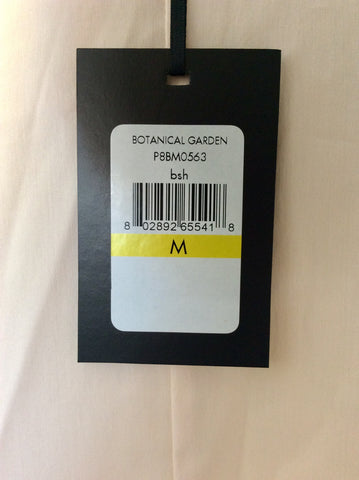 BOTANICAL GARDEN
P8BM0563
bsh
8 02892 65541 8
M